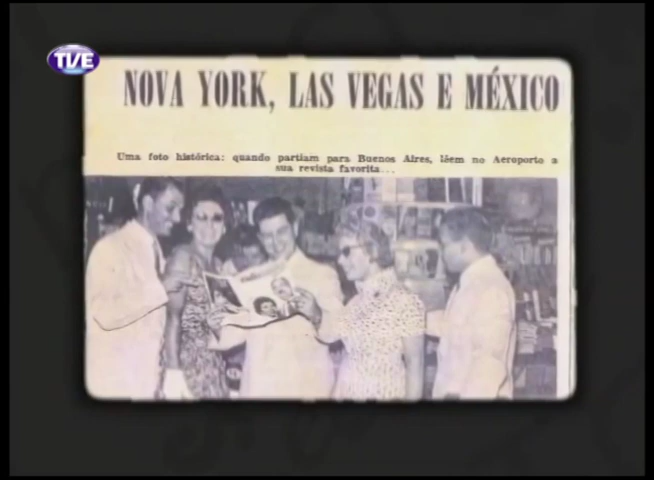 TVE
NOVA YORK, LAS VEGAS E MÉXICO
Uma foto histórica: quando partiam para Buenos Aires, lêem no Aeroporto a
sua revista favorita...